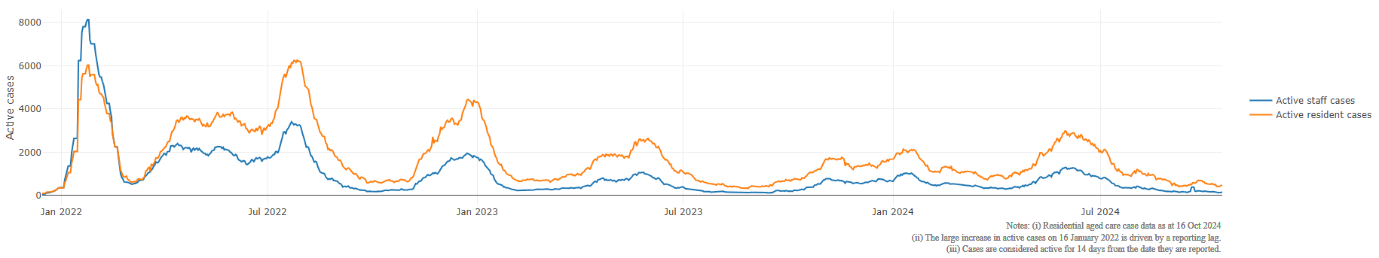 8000
6000
4000
2000
0
Active cases
Jan 2022
Jul 2022
Jan 2023
Jul 2023
Jan 2024
Jul 2024
Active staff cases
Active resident cases
Notes: (i) Residential aged care case data as at 16 Oct 2024
(ii) The large increase in active cases on 16 January 2022 is driven by a reporting lag.
(iii) Cases are considered active for 14 days from the date they are reported.